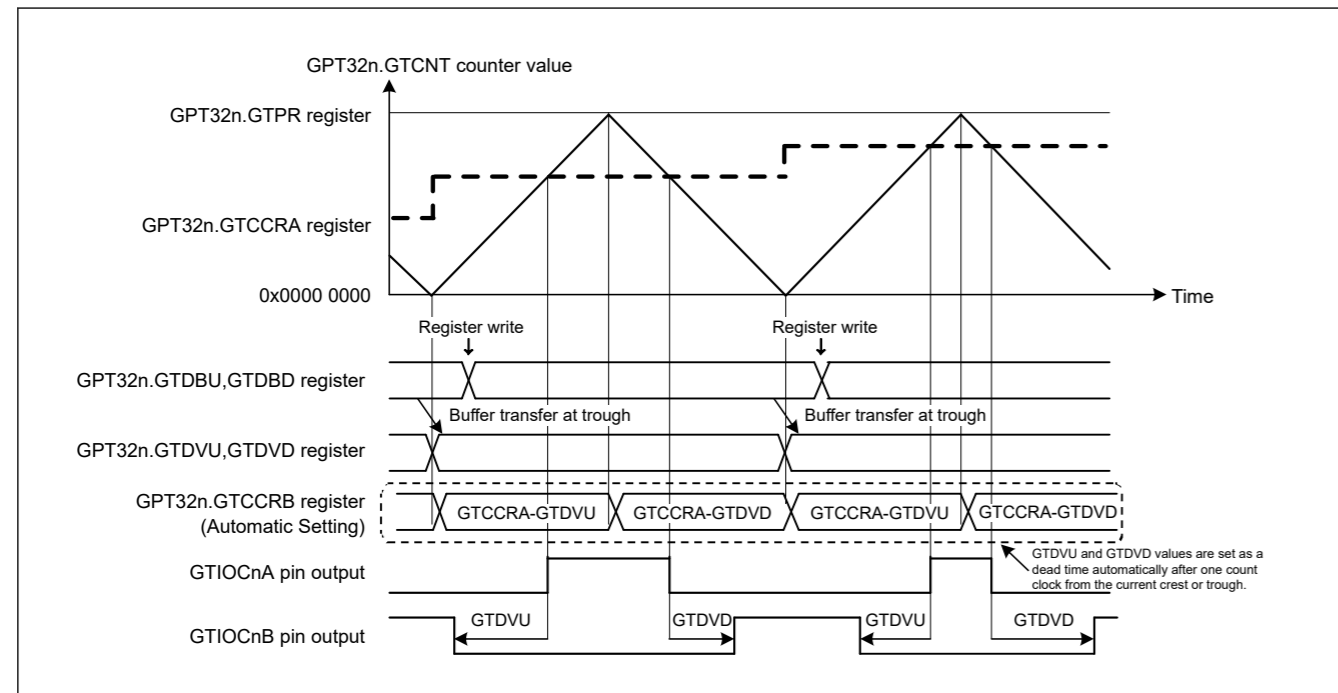 GPT32n.GTCNT counter value
GPT32n.GTPR register
GPT32n.GTCCRA register
0x0000 0000
Time
Register write
Register write
GPT32n.GTDBU,GTDBD register
Buffer transfer at trough
Buffer transfer at trough
GPT32n.GTDVU,GTDVD register
GPT32n.GTCCRB register
(Automatic Setting)
GTCCRA-GTDVU
GTCCRA-GTDVD
GTCCRA-GTDVU
GTCCRA-GTDVD
GTDVU and GTDVD values are set as a
dead time automatically after one count
clock from the current crest or trough.
GTIOCnA pin output
GTDVU
GTDVD
GTDVU
GTDVD
GTIOCnB pin output